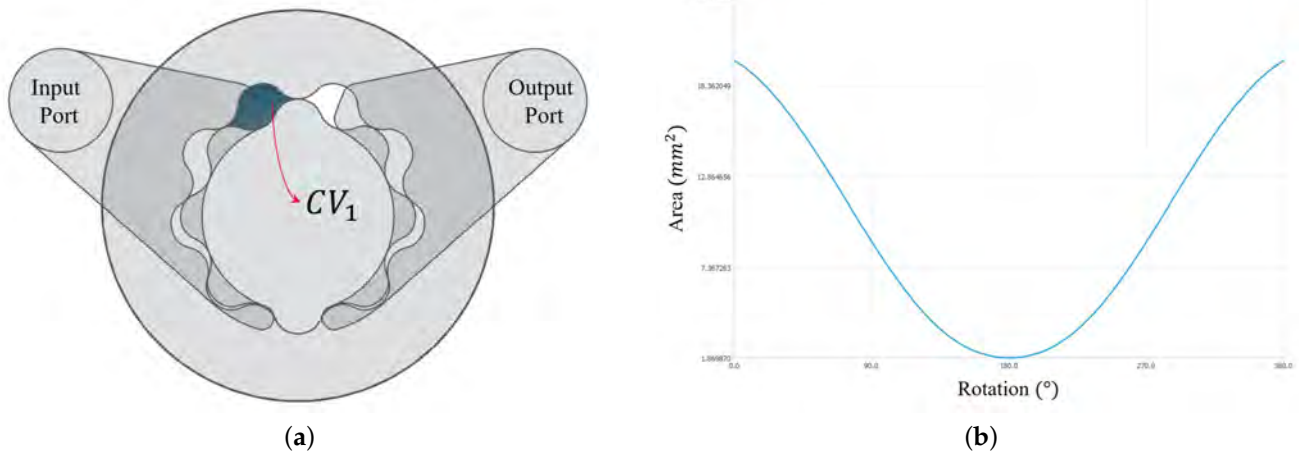 Input
Port
Output
Port
CV₁
(a)
Area (mm²)
18.362049
12.864656
7.367263
1.869870
0.0
90.0
180.0
270.0
360.0
Rotation (°)
(b)